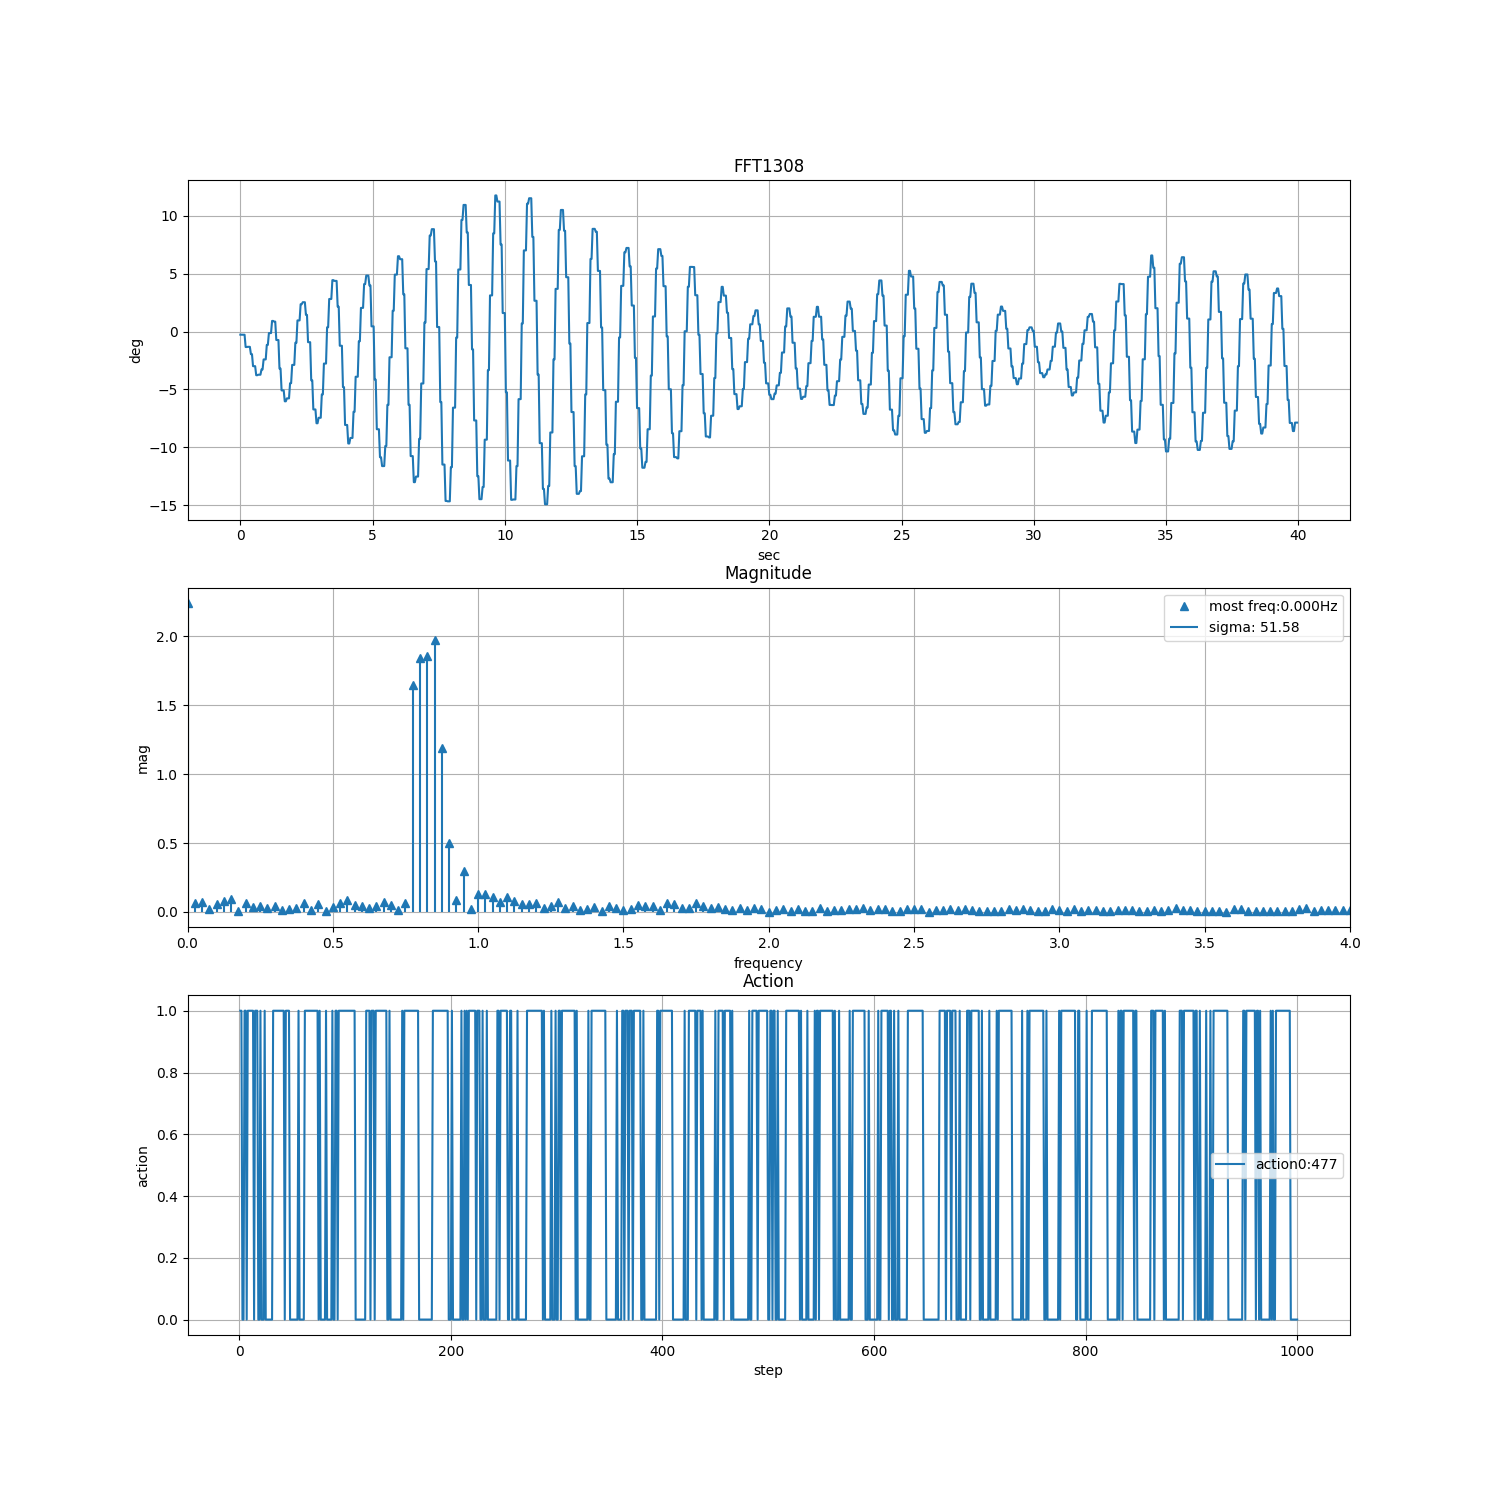 FFT1308
10
5
0
−5
−10
−15
deg
0 5 10 15 20 25 30 35 40
sec
Magnitude
most freq:0.000Hz
sigma: 51.58
2.0
1.5
1.0
0.5
0.0
mag
0.0 0.5 1.0 1.5 2.0 2.5 3.0 3.5 4.0
frequency
Action
1.0
0.8
0.6
0.4
0.2
0.0
action
action0:477
0 200 400 600 800 1000
step